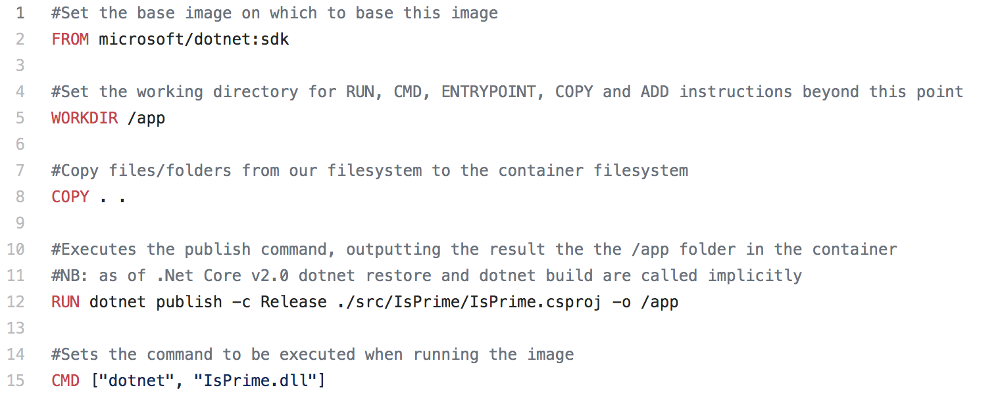 1 #Set the base image on which to base this image
2 FROM microsoft/dotnet:sdk
3
4 #Set the working directory for RUN, CMD, ENTRYPOINT, COPY and ADD instructions beyond this point
5 WORKDIR /app
6
7 #Copy files/folders from our filesystem to the container filesystem
8 COPY . .
9
10 #Executes the publish command, outputting the result the the /app folder in the container
11 #NB: as of .Net Core v2.0 dotnet restore and dotnet build are called implicitly
12 RUN dotnet publish -c Release ./src/IsPrime/IsPrime.csproj -o /app
13
14 #Sets the command to be executed when running the image
15 CMD ["dotnet", "IsPrime.dll"]